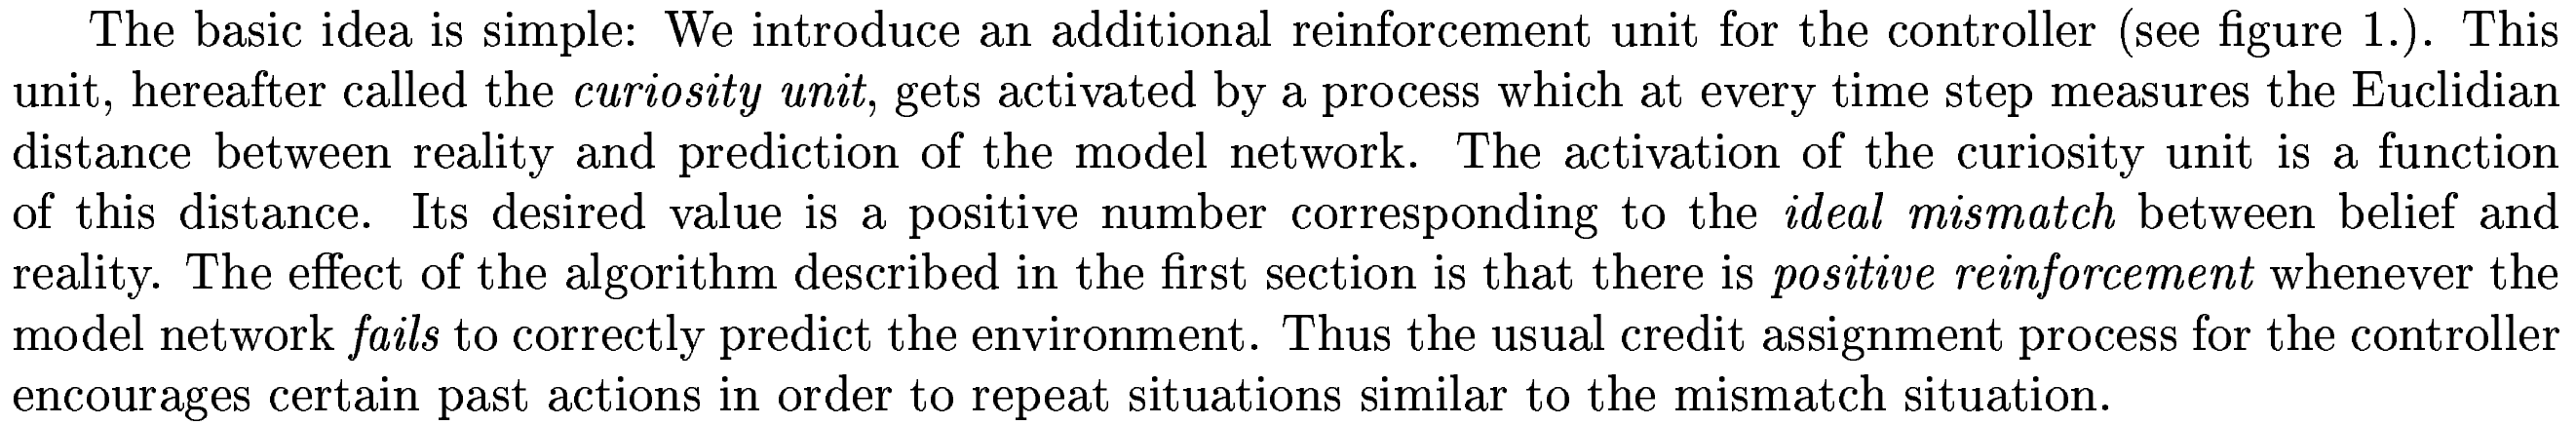 The basic idea is simple: We introduce an additional reinforcement unit for the controller (see figure 1.). This
unit, hereafter called the curiosity unit, gets activated by a process which at every time step measures the Euclidian
distance between reality and prediction of the model network. The activation of the curiosity unit is a function
of this distance. Its desired value is a positive number corresponding to the ideal mismatch between belief and
reality. The effect of the algorithm described in the first section is that there is positive reinforcement whenever the
model network fails to correctly predict the environment. Thus the usual credit assignment process for the controller
encourages certain past actions in order to repeat situations similar to the mismatch situation.